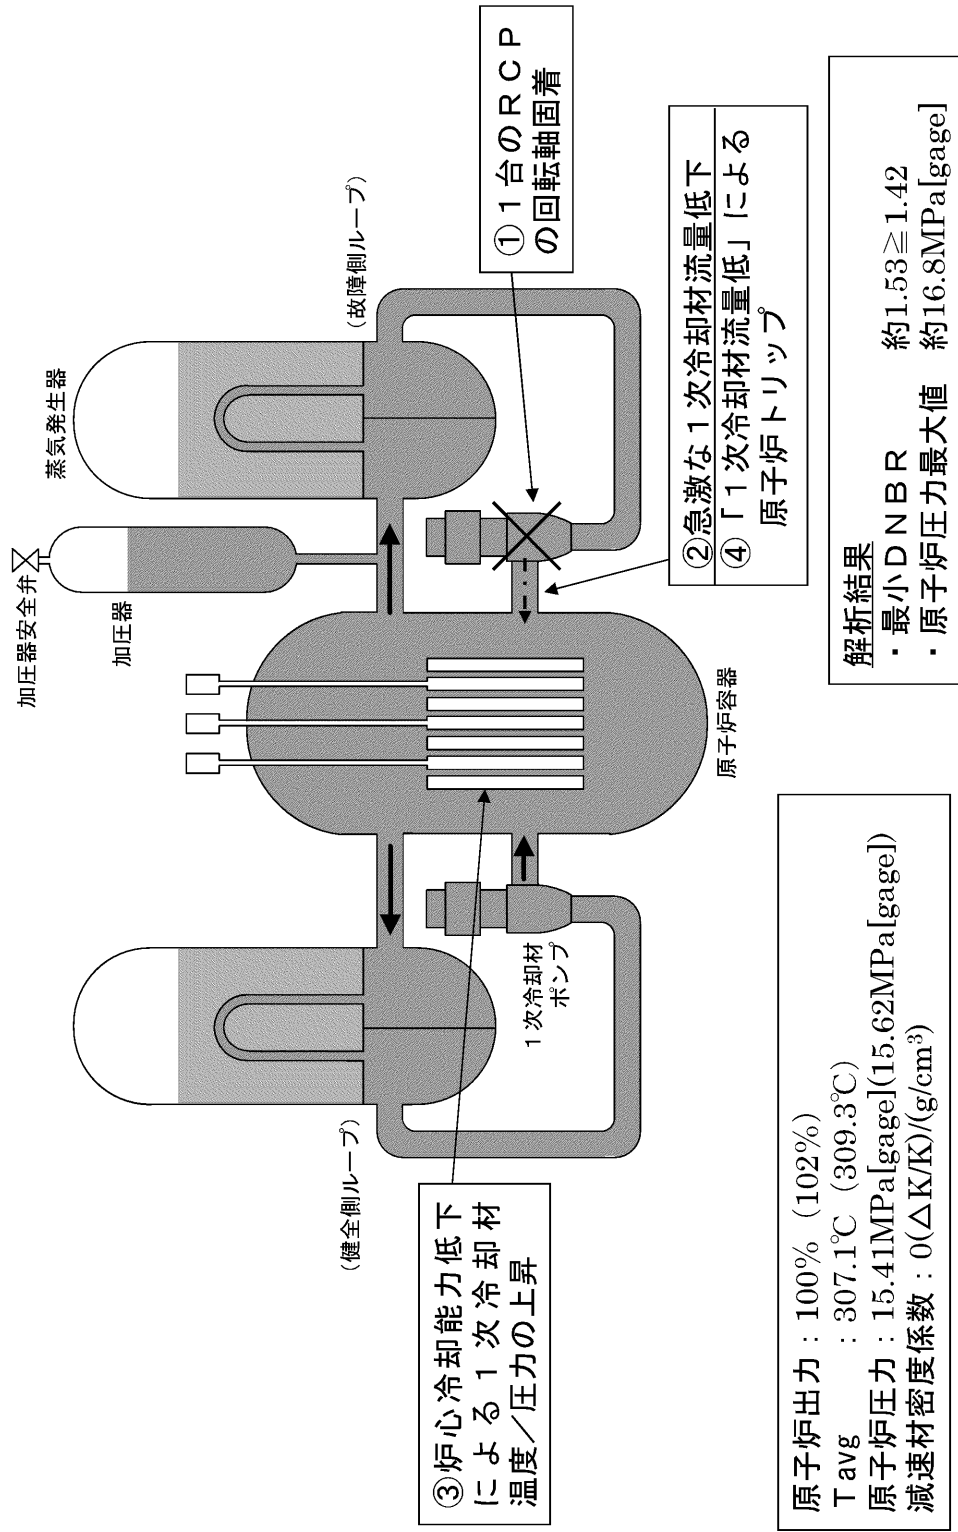 加圧器安全弁
加圧器
蒸気発生器
(健全側ループ)
(故障側ループ)
1次冷却材
ポンプ
原子炉容器
①1台のRCP
の回転軸固着
②急激な1次冷却材流量低下
④「1次冷却材流量低」による
原子炉トリップ
③炉心冷却能力低下
による1次冷却材
温度/圧力の上昇
原子炉出力:100% (102%)
Tavg :307.1℃ (309.3℃)
原子炉圧力:15.41MPa[gage](15.62MPa[gage])
減速材密度係数:0(△K/K)/(g/cm³)
解析結果
・最小DNBR 約1.53≧1.42
・原子炉圧力最大値 約16.8MPa[gage]